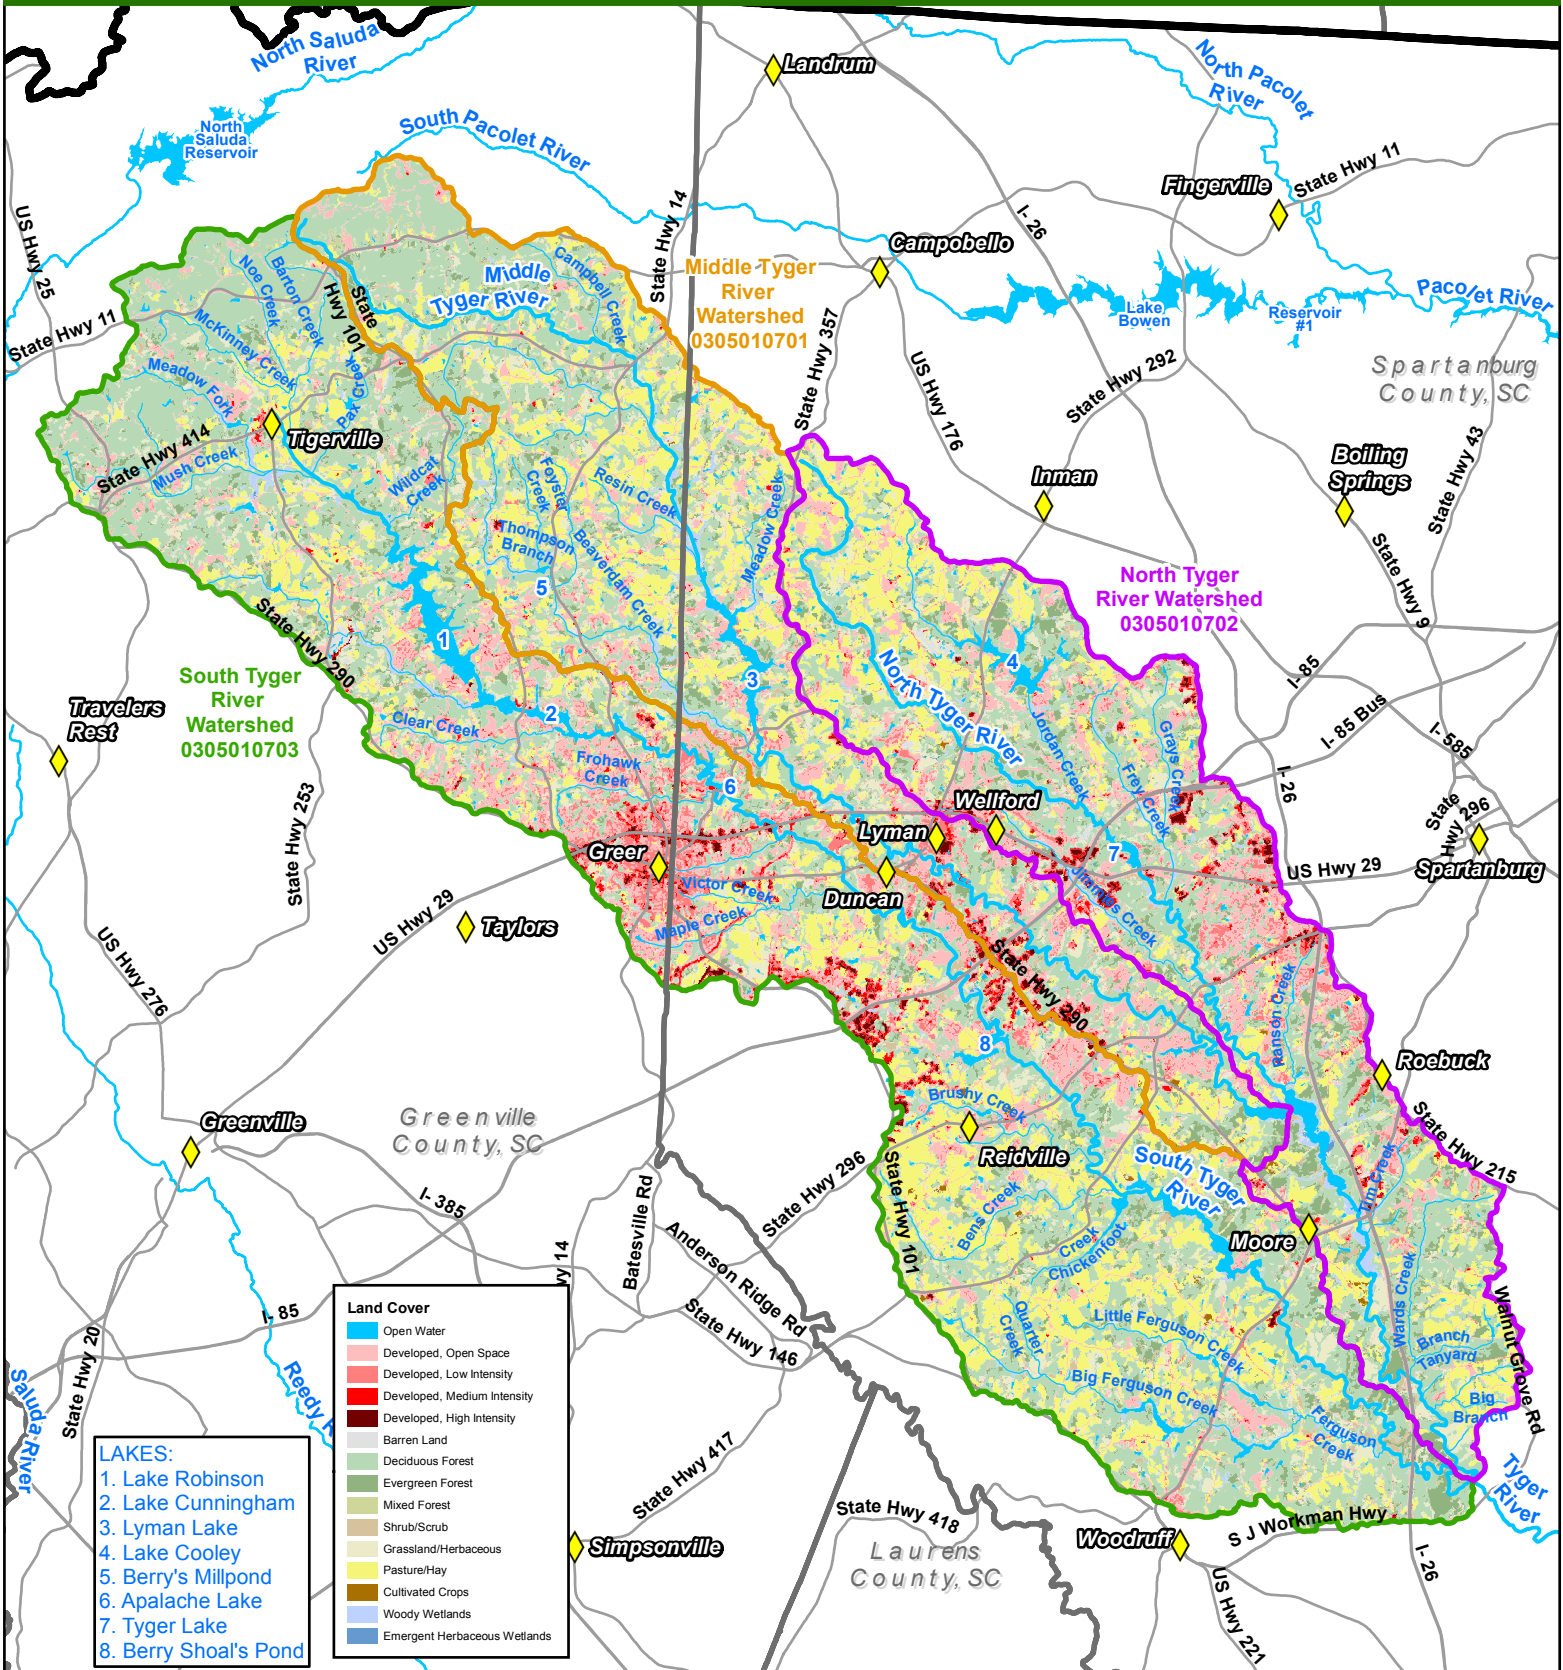 North Saluda
River
Landrum
North Pacolet
River
North
Saluda
Reservoir
South Pacolet River
State Hwy 11
Fingerville
US Hwy 25
State Hwy 14
I- 26
Campobello
Middle Tyger
River
Watershed
0305010701
Middle
Tyger River
Campbell Creek
Noe Creek
Barton Creek
State
Hwy 101
State Hwy 11
McKinney Creek
Pax Creek
Meadow Fork
Lake
Bowen
Reservoir
#1
Pacolet River
State Hwy 357
US Hwy 176
State Hwy 292
Spartanburg
County, SC
Tigerville
State Hwy 414
Mush Creek
Wildcat
Creek
Foyster
Creek
Resin Creek
Thompson
Branch
Beaverdam Creek
Meadow Creek
Inman
Boiling
Springs
State Hwy 43
State Hwy 9
5
North Tyger
River Watershed
0305010702
State Hwy 290
1
4
3
South Tyger
River
Watershed
0305010703
North Tyger River
I- 85
Travelers
Rest
2
Clear Creek
Frohawk
Creek
6
Jordan Creek
Frey Creek
Grays Creek
I- 85 Bus
I- 585
I- 26
State
Hwy 296
State Hwy 253
Wellford
Lyman
Greer
7
US Hwy 29
Spartanburg
Victor Creek
Duncan
Jimmies Creek
Maple Creek
US Hwy 29
Taylors
US Hwy 276
State Hwy 290
Ranson Creek
8
Roebuck
Brushy Creek
Reidville
State Hwy 215
Greenville
Greenville
County, SC
State Hwy 296
State Hwy 101
South Tyger
River
Jim Creek
I- 385
Batesville Rd
Anderson Ridge Rd
Bens Creek
Creek
Chickenfoot
Moore
wy 14
State Hwy 146
Quarter
Creek
Little Ferguson Creek
Wards Creek
Branch
Tanyard
Walnut Grove Rd
I- 85
State Hwy 20
Saluda River
Reedy R
Big Ferguson Creek
Ferguson
Creek
Big
Branch
Tyger
River
State Hwy 417
State Hwy 418
Simpsonville
Laurens
County, SC
Woodruff
S J Workman Hwy
I- 26
US Hwy 221
Land Cover
Open Water
Developed, Open Space
Developed, Low Intensity
Developed, Medium Intensity
Developed, High Intensity
Barren Land
Deciduous Forest
Evergreen Forest
Mixed Forest
Shrub/Scrub
Grassland/Herbaceous
Pasture/Hay
Cultivated Crops
Woody Wetlands
Emergent Herbaceous Wetlands
LAKES:
1. Lake Robinson
2. Lake Cunningham
3. Lyman Lake
4. Lake Cooley
5. Berry's Millpond
6. Apalache Lake
7. Tyger Lake
8. Berry Shoal's Pond